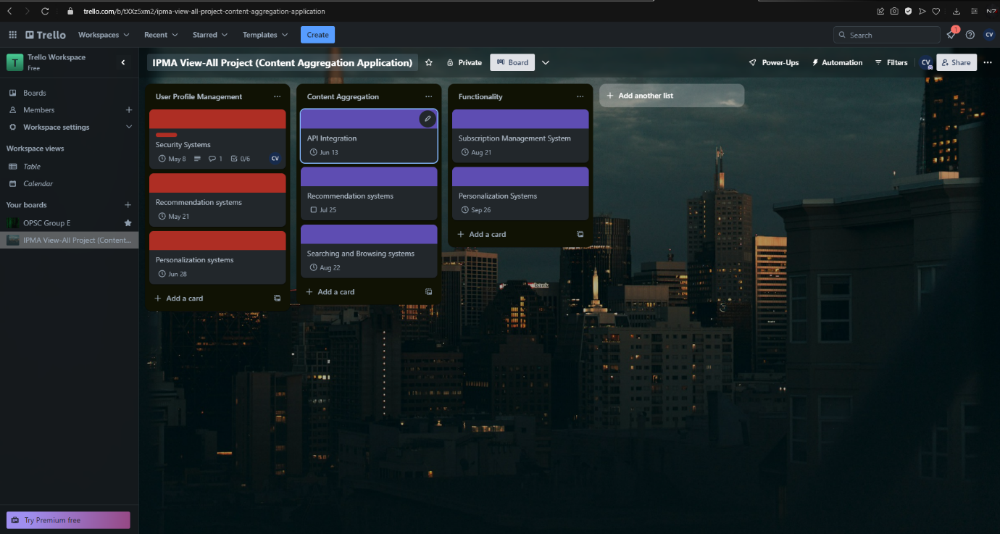 trello.com/b/tXXz5xm2/ipma-view-all-project-content-aggregation-application
Trello
Workspaces
Recent
Starred
Templates
Create
Search
1
CV
T
Trello Workspace
Free
IPMA View-All Project (Content Aggregation Application)
Private
Board
Power-Ups
Automation
Filters
CV
Share
Boards
Members
Workspace settings
Workspace views
Table
Calendar
Your boards
OPSC Group E
IPMA View-All Project (Content...
Try Premium free
User Profile Management
Security Systems
May 8
1
0/6
CV
Recommendation systems
May 21
Personalization systems
Jun 28
Add a card
Content Aggregation
API Integration
Jun 13
Recommendation systems
Jul 25
Searching and Browsing systems
Aug 22
Add a card
Functionality
Subscription Management System
Aug 21
Personalization Systems
Sep 26
Add a card
Add another list